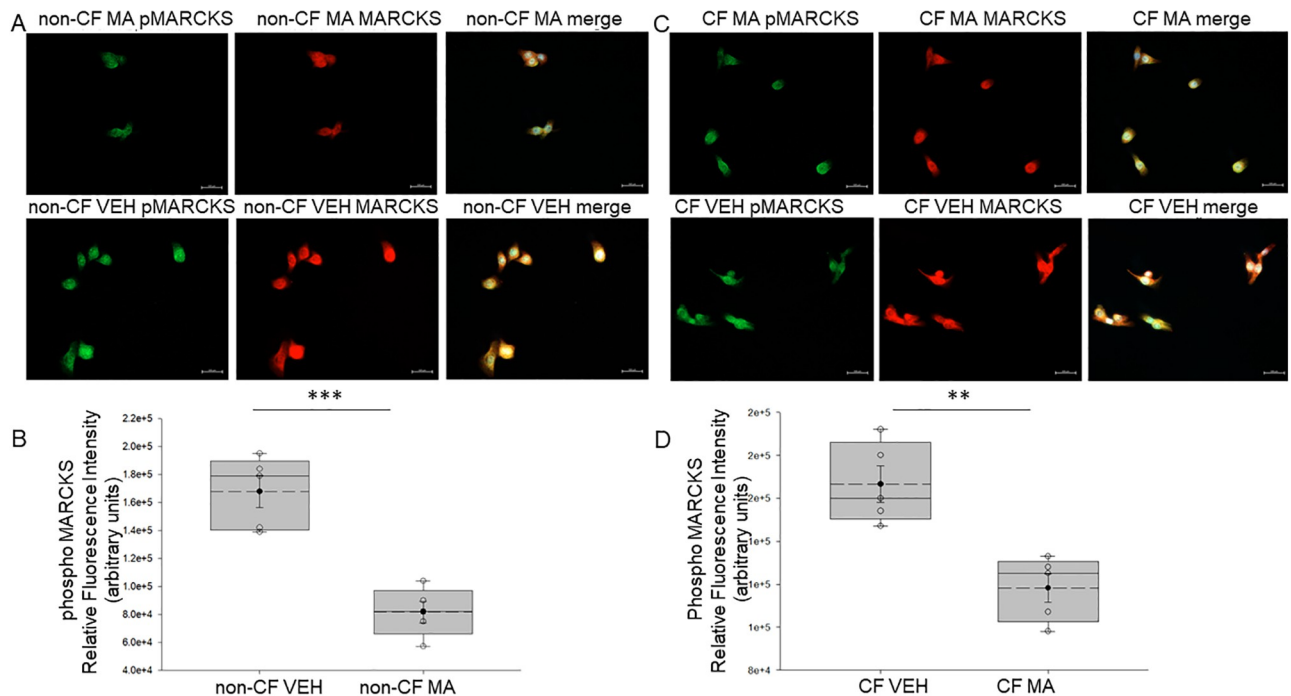 A
non-CF MA pMARCKS
non-CF MA MARCKS
non-CF MA merge
non-CF VEH pMARCKS
non-CF VEH MARCKS
non-CF VEH merge
C
CF MA pMARCKS
CF MA MARCKS
CF MA merge
CF VEH pMARCKS
CF VEH MARCKS
CF VEH merge
B
***
phospho MARCKS
Relative Fluorescence Intensity
(arbitrary units)
2.2e+5
2.0e+5
1.8e+5
1.6e+5
1.4e+5
1.2e+5
1.0e+5
8.0e+4
6.0e+4
4.0e+4
non-CF VEH
non-CF MA
D
**
Phospho MARCKS
Relative Fluorescence Intensity
(arbitrary units)
2e+5
2e+5
2e+5
1e+5
1e+5
1e+5
8e+4
CF VEH
CF MA